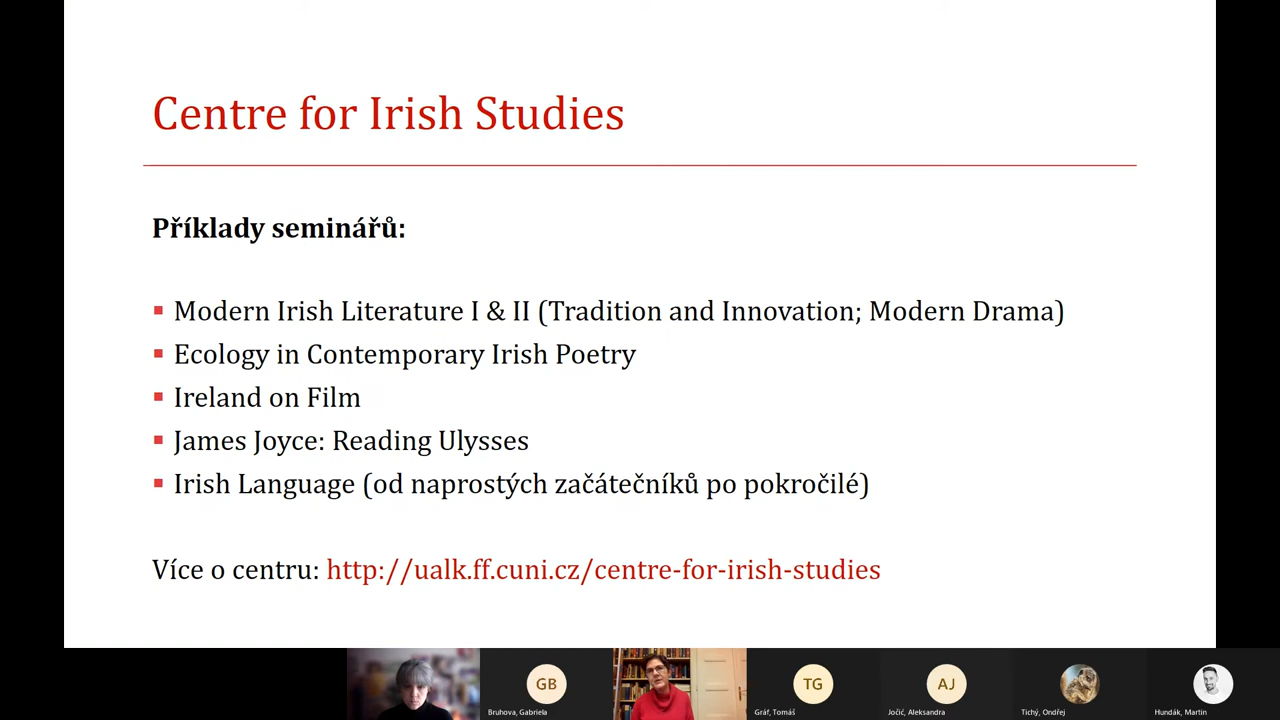 Centre for Irish Studies
Příklady seminářů:
▪ Modern Irish Literature I & II (Tradition and Innovation; Modern Drama)
▪ Ecology in Contemporary Irish Poetry
▪ Ireland on Film
▪ James Joyce: Reading Ulysses
▪ Irish Language (od naprostých začátečníků po pokročilé)
Více o centru: http://ualk.ff.cuni.cz/centre-for-irish-studies
GB
TG
AJ
Bruhova, Gabriela
Gráf, Tomáš
Jočić, Aleksandra
Tichý, Ondřej
Hundák, Martin